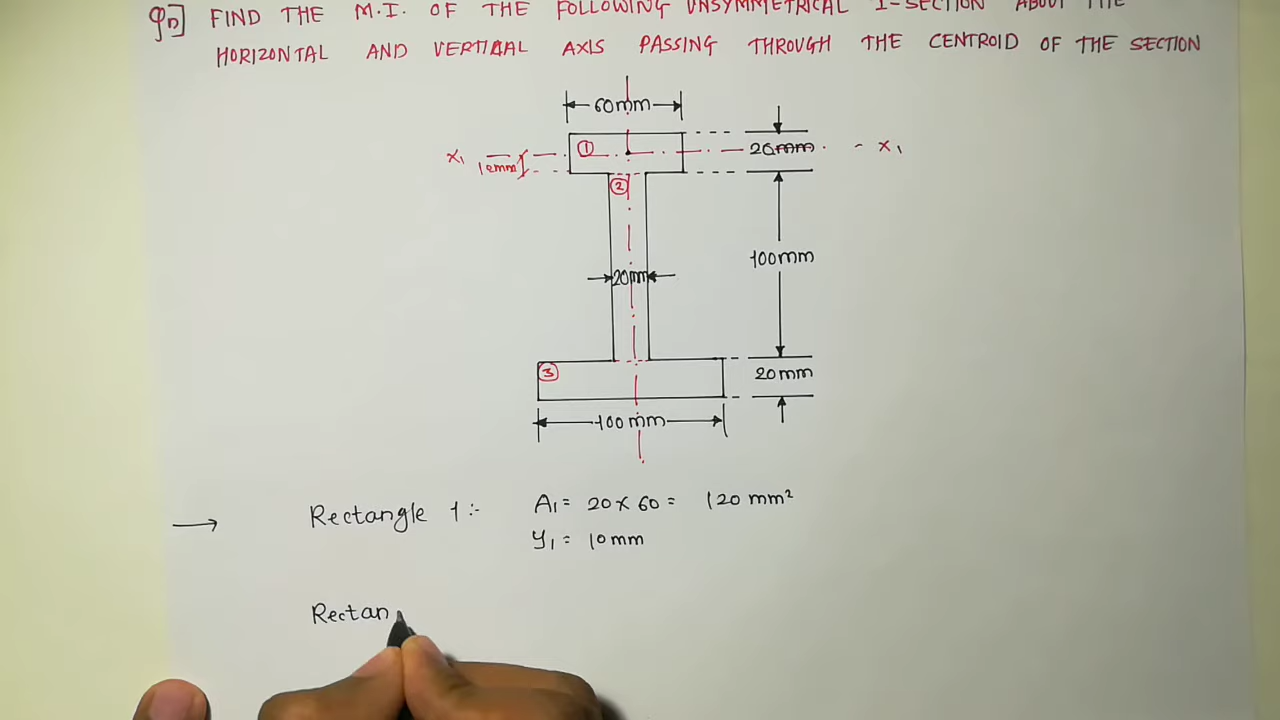 Qn] FIND THE M.I. OF THE FOLLOWING UNSYMMETRICAL I-SECTION ABOUT THE
HORIZONTAL AND VERTICAL AXIS PASSING THROUGH THE CENTROID OF THE SECTION
60mm
X₁ 10mm ① 20mm - X₁
②
20mm 100mm
③ 20mm
100mm
→ Rectangle 1 :- A₁ = 20 x 60 = 120 mm²
y₁ = 10mm
Rectan